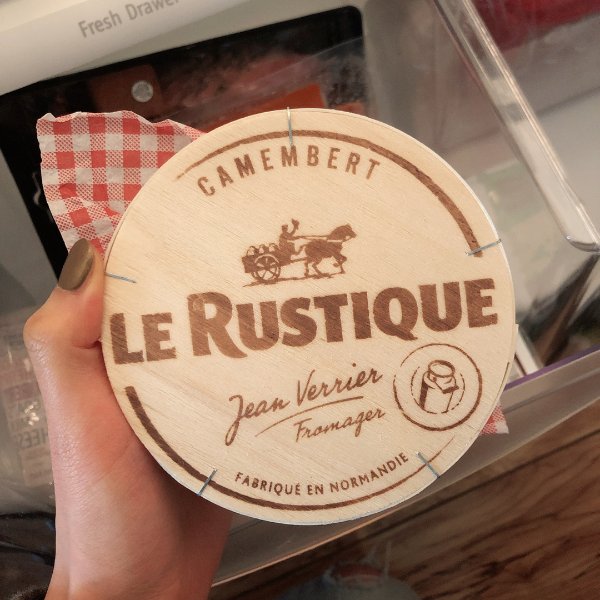 Fresh Drawer
CAMEMBERT
LE RUSTIQUE
Jean Verrier
Fromager
FABRIQUÉ EN NORMANDIE